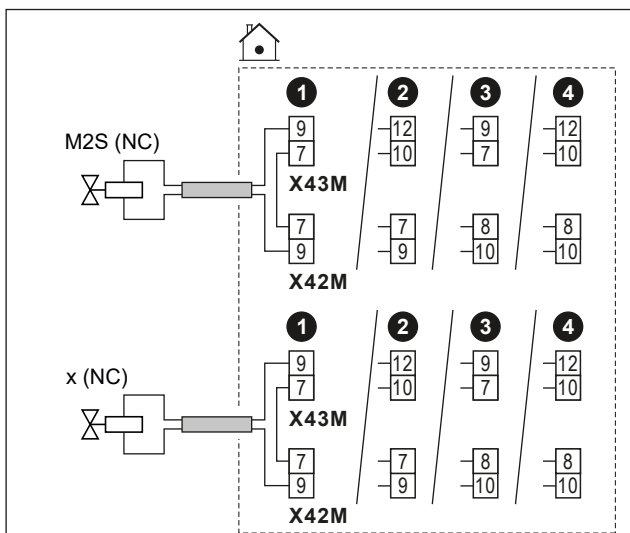 1 2 3 4
M2S (NC)
9 12 9 12
7 10 7 10
X43M
7 7 8 8
9 9 10 10
X42M
1 2 3 4
x (NC)
9 12 9 12
7 10 7 10
X43M
7 7 8 8
9 9 10 10
X42M